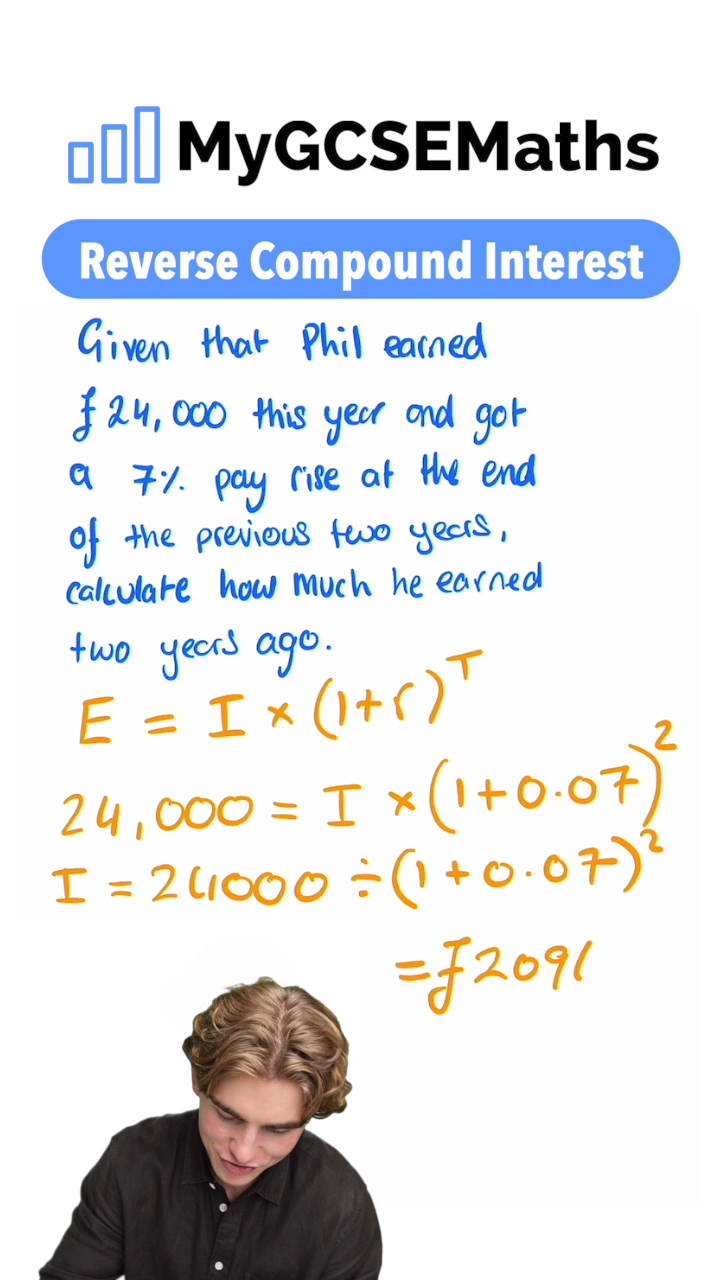 MyGCSEMaths
Reverse Compound Interest
Given that Phil earned
£24,000 this year and got
a 7% pay rise at the end
of the previous two years,
calculate how much he earned
two years ago.
E = I × (1+r)^T
24,000 = I × (1+0.07)^2
I = 24000 ÷ (1+0.07)^2
= £2096